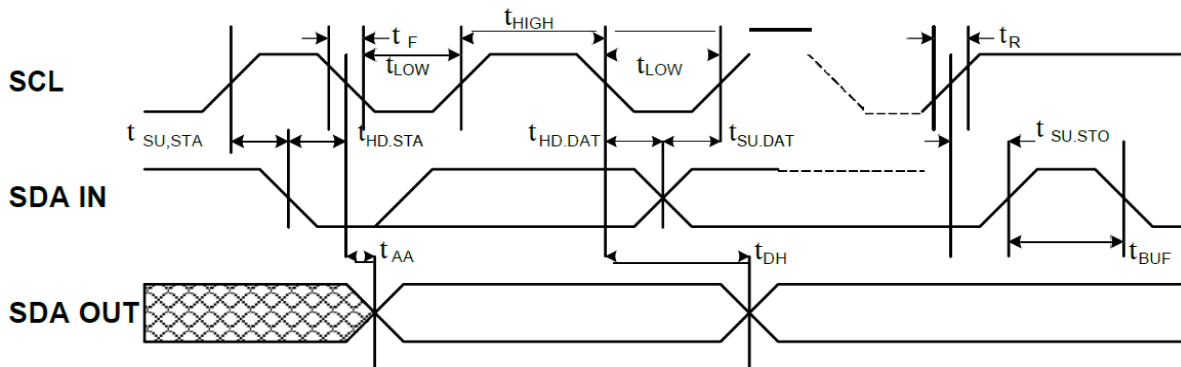 tHIGH
t F
tR
SCL
tLOW
tLOW
t SU,STA
tHD.STA
tHD.DAT
tSU.DAT
t SU.STO
SDA IN
tAA
tDH
tBUF
SDA OUT